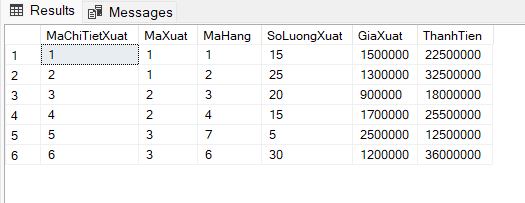 Results Messages
MaChiTietXuat MaXuat MaHang SoLuongXuat GiaXuat ThanhTien
1 1 1 1 15 1500000 22500000
2 2 1 2 25 1300000 32500000
3 3 2 3 20 900000 18000000
4 4 2 4 15 1700000 25500000
5 5 3 7 5 2500000 12500000
6 6 3 6 30 1200000 36000000